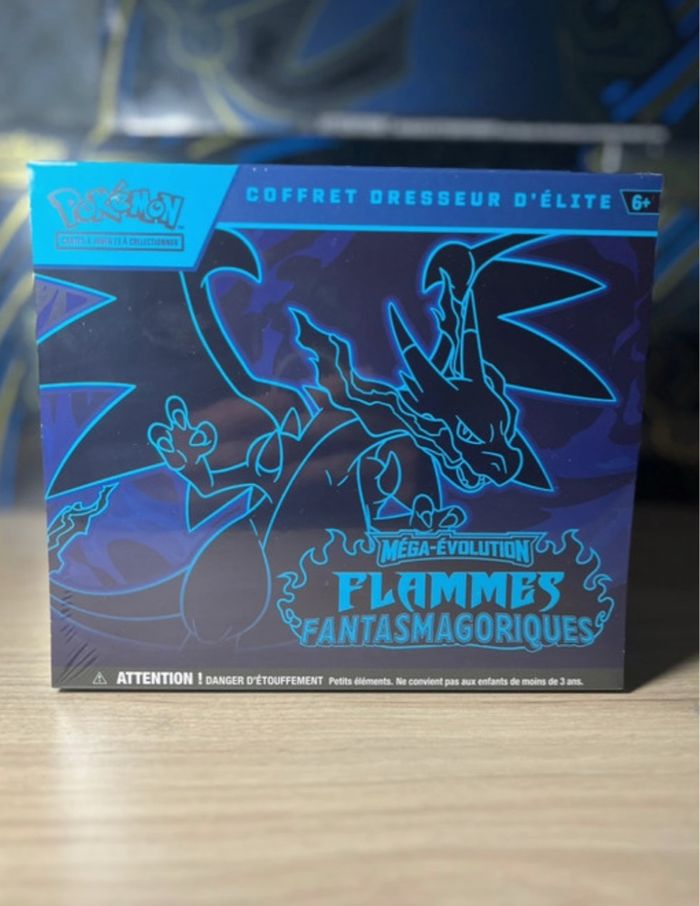 POKéMON
CARTES À JOUER ET À COLLECTIONNER
COFFRET DRESSEUR D'ÉLITE
6+
MÉGA-ÉVOLUTION
FLAMMES
FANTASMAGORIQUES
ATTENTION ! DANGER D'ÉTOUFFEMENT Petits éléments. Ne convient pas aux enfants de moins de 3 ans.